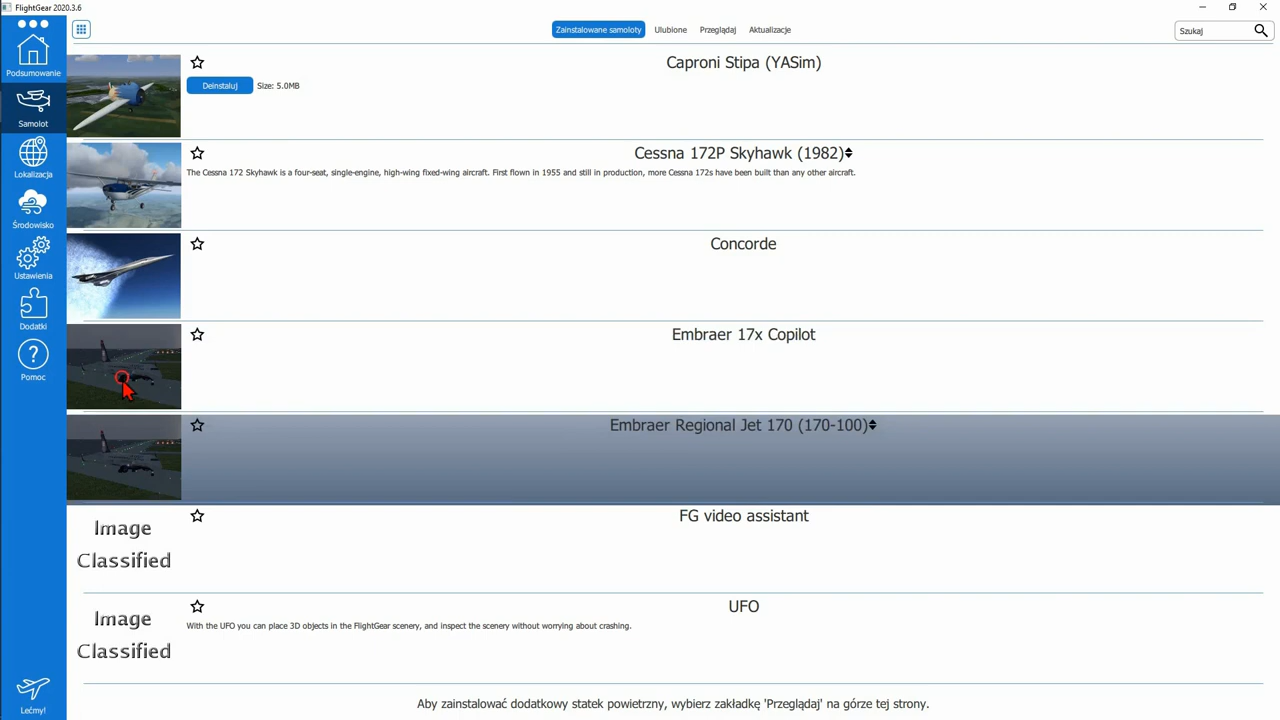 FlightGear 2020.3.6
Zainstalowane samoloty
Ulubione
Przeglądaj
Aktualizacje
Szukaj
Podsumowanie
Samolot
Lokalizacja
Środowisko
Ustawienia
Dodatki
?
Pomoc
Lećmy!
Caproni Stipa (YASim)
Deinstaluj
Size: 5.0MB
Cessna 172P Skyhawk (1982)
The Cessna 172 Skyhawk is a four-seat, single-engine, high-wing fixed-wing aircraft. First flown in 1955 and still in production, more Cessna 172s have been built than any other aircraft.
Concorde
Embraer 17x Copilot
Embraer Regional Jet 170 (170-100)
Image
Classified
FG video assistant
Image
Classified
UFO
With the UFO you can place 3D objects in the FlightGear scenery, and inspect the scenery without worrying about crashing.
Aby zainstalować dodatkowy statek powietrzny, wybierz zakładkę 'Przeglądaj' na górze tej strony.